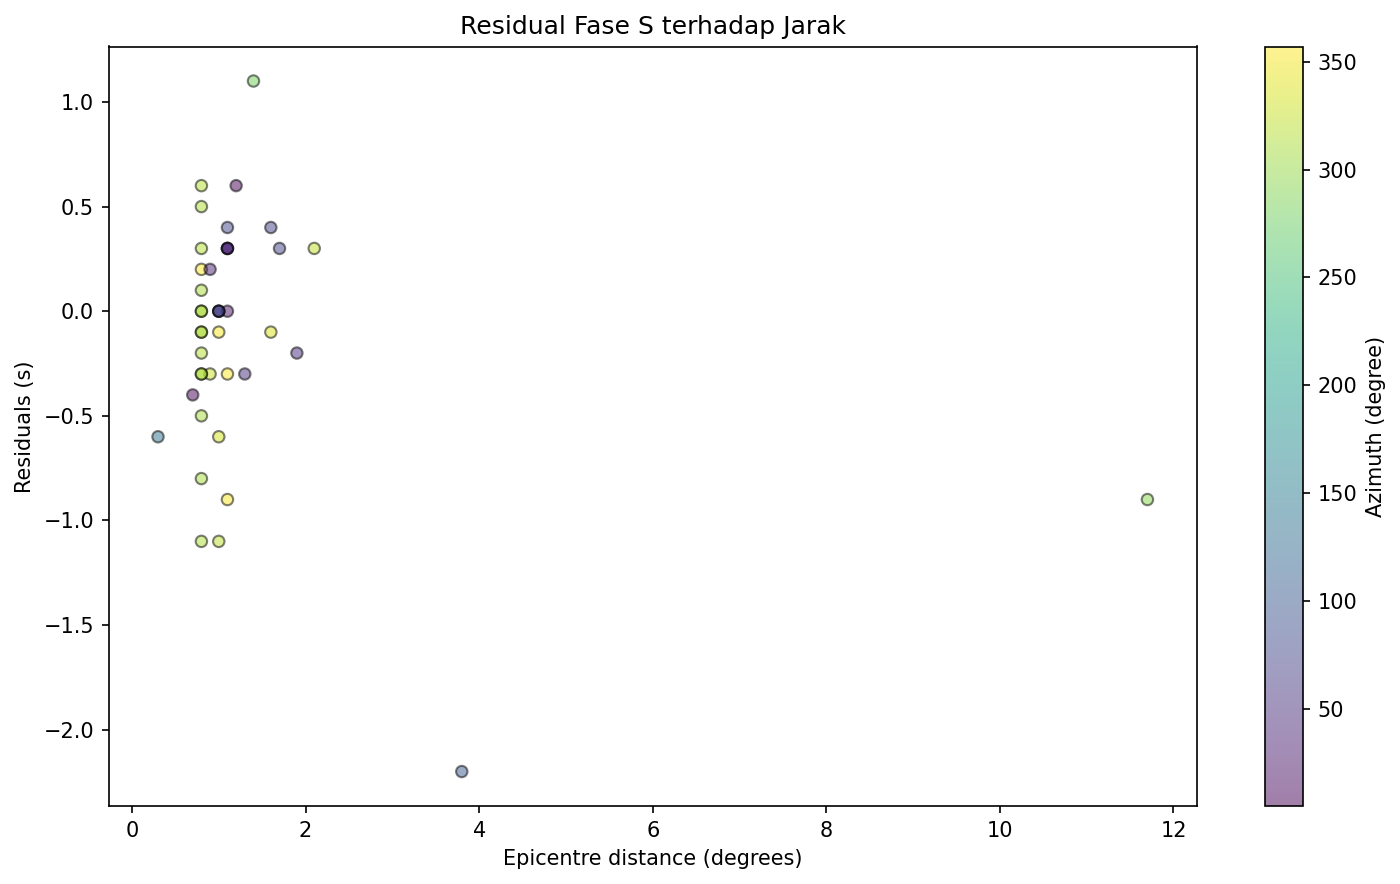 Residual Fase S terhadap Jarak
Residuals (s)
1.0
0.5
0.0
−0.5
−1.0
−1.5
−2.0
0 2 4 6 8 10 12
Epicentre distance (degrees)
350
300
250
200
150
100
50
Azimuth (degree)